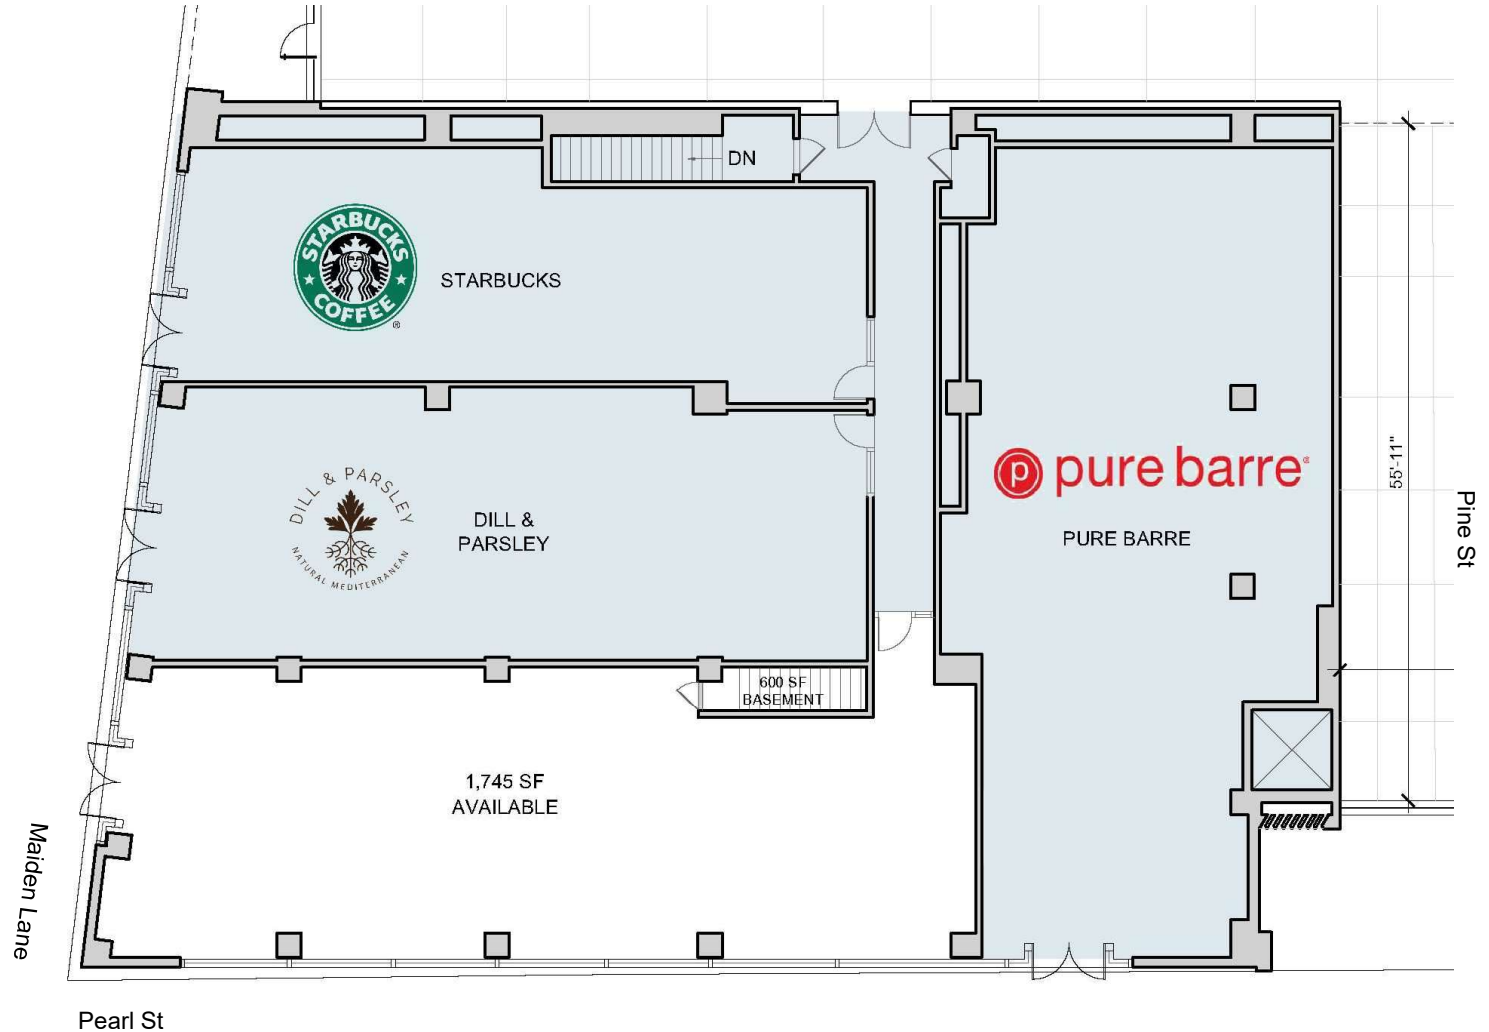 DN
STARBUCKS
COFFEE
®
STARBUCKS
DILL & PARSLEY
NATURAL MEDITERRANEAN
DILL &
PARSLEY
p pure barre®
PURE BARRE
55'-11"
Pine St
600 SF
BASEMENT
1,745 SF
AVAILABLE
Maiden Lane
Pearl St